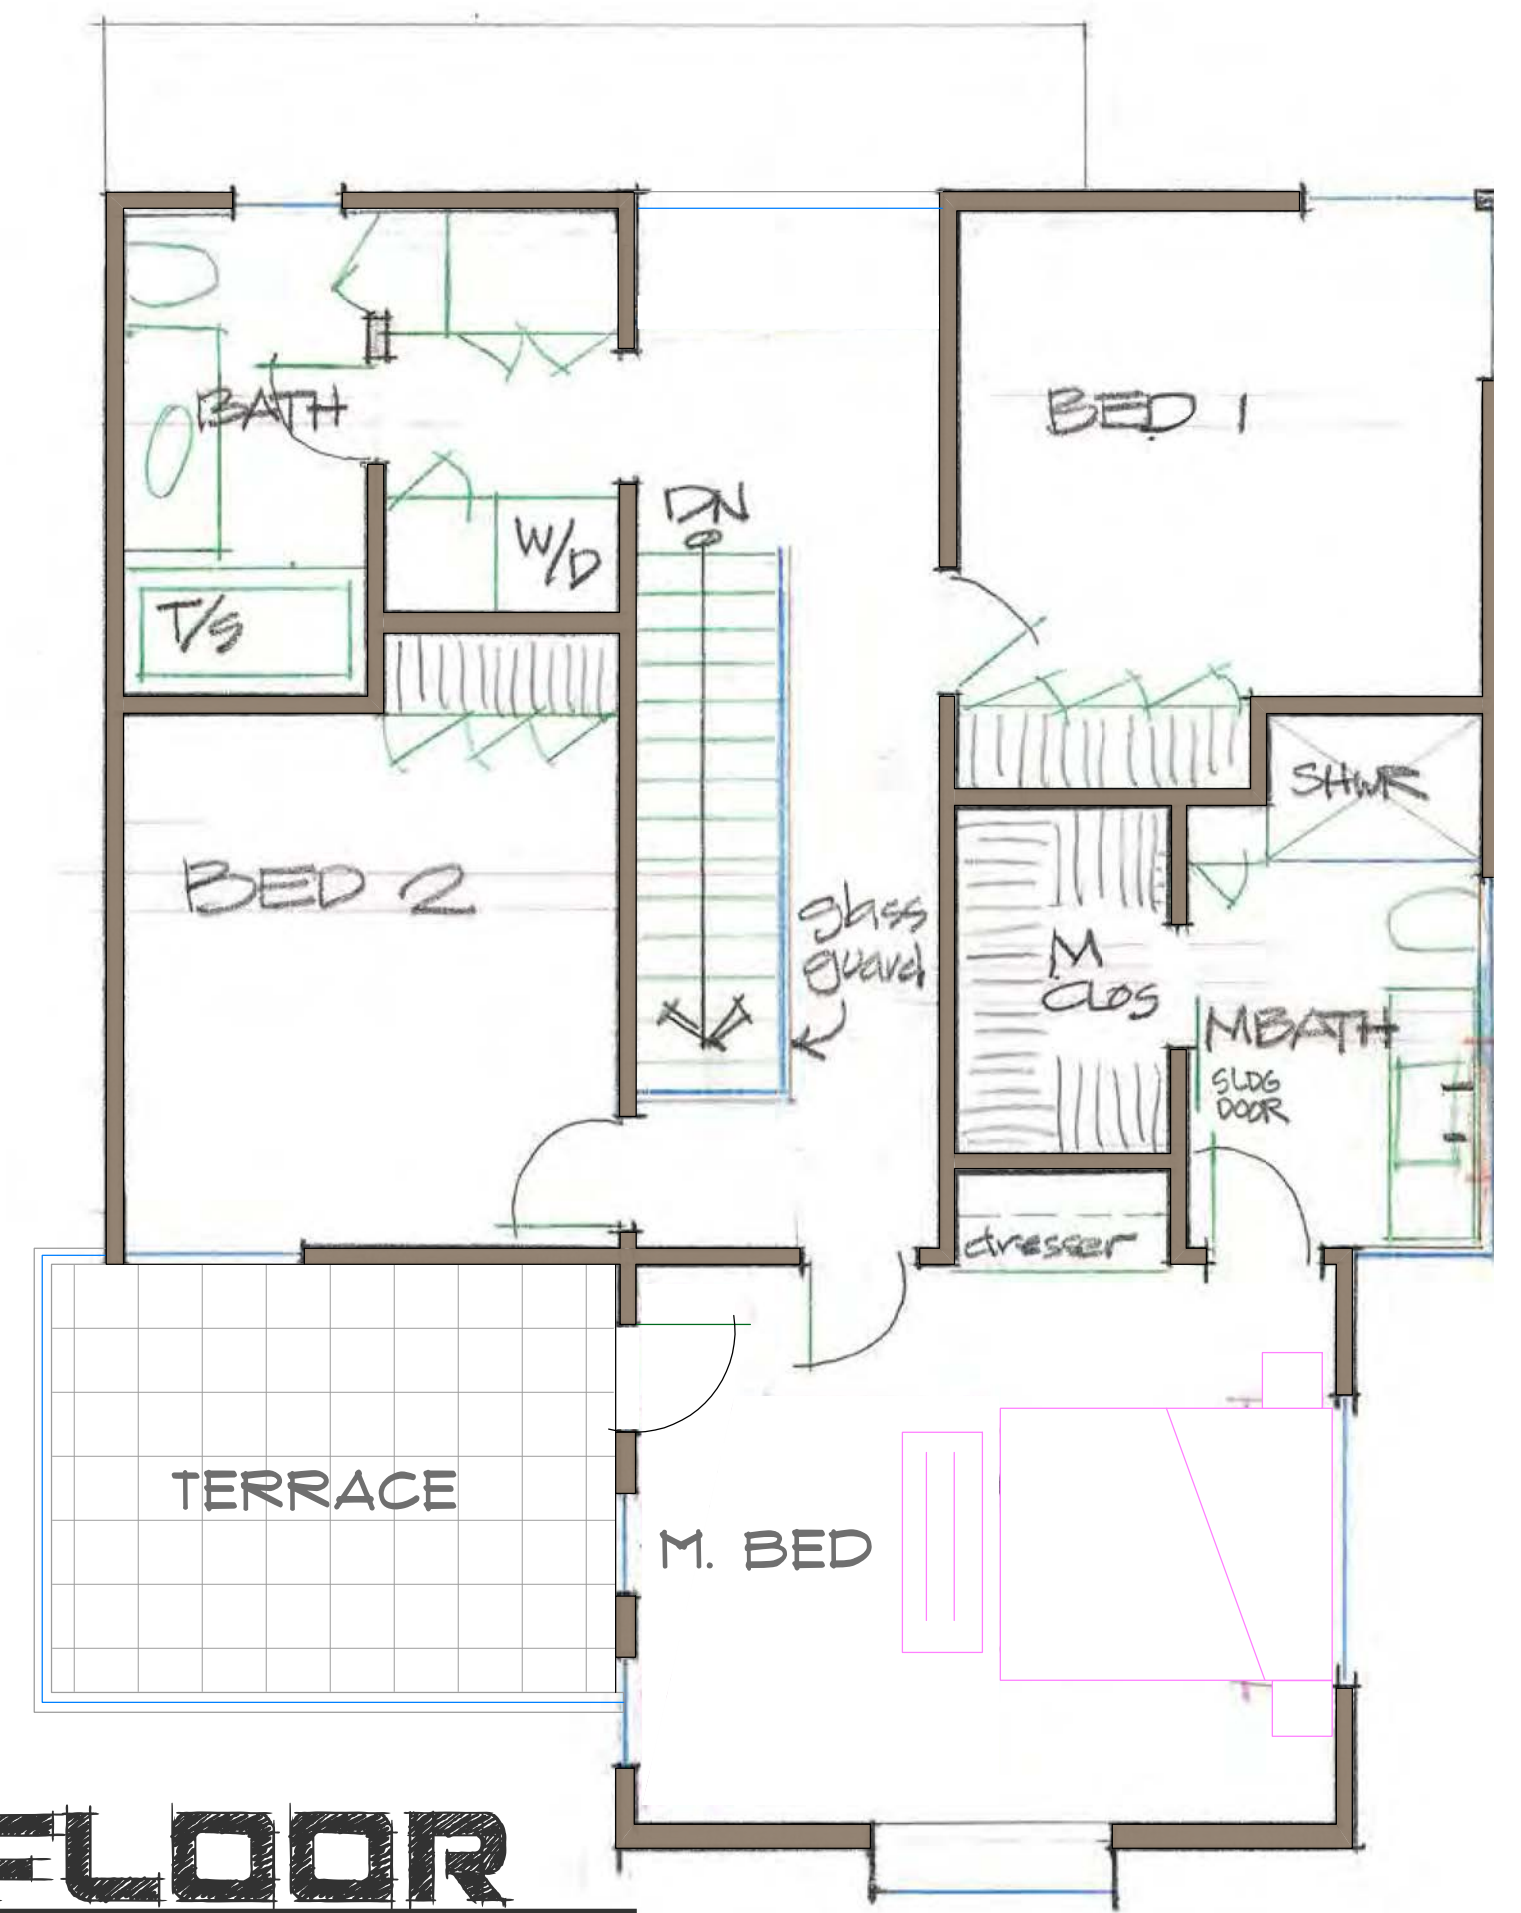 BATH
BED 1
DN
W/D
T/S
SHWR
BED 2
glass
guard
M
CLOS
MBATH
SLDG
DOOR
dresser
TERRACE
M. BED
FLOOR